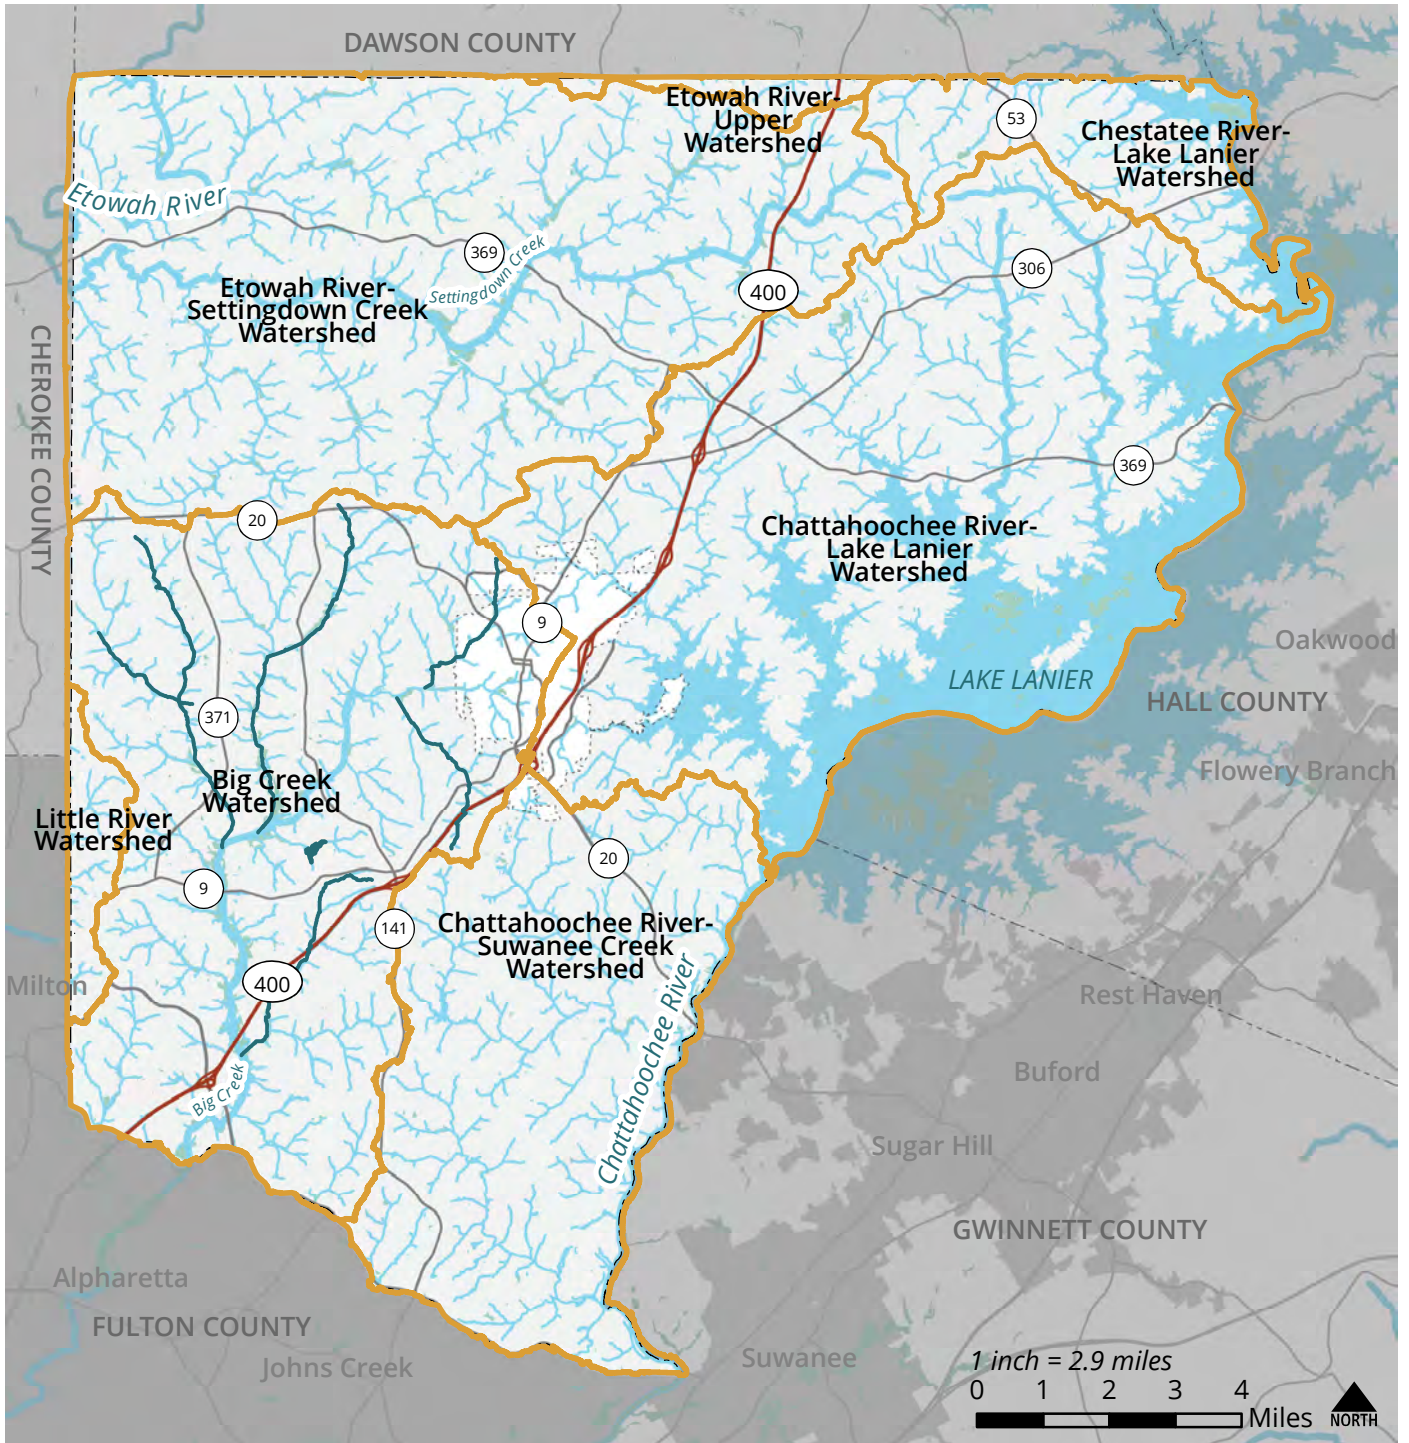 DAWSON COUNTY
Etowah River-
Upper
Watershed
53
Chestatee River-
Lake Lanier
Watershed
Etowah River
369
Settingdown Creek
306
400
Etowah River-
Settingdown Creek
Watershed
CHEROKEE COUNTY
369
20
Chattahoochee River-
Lake Lanier
Watershed
9
Oakwood
LAKE LANIER
HALL COUNTY
371
Flowery Branch
Big Creek
Watershed
Little River
Watershed
20
9
141
Chattahoochee River-
Suwanee Creek
Watershed
400
Milton
Rest Haven
Chattahoochee River
Buford
Big Creek
Sugar Hill
GWINNETT COUNTY
Alpharetta
FULTON COUNTY
Johns Creek
Suwanee
1 inch = 2.9 miles
0 1 2 3 4
Miles
NORTH